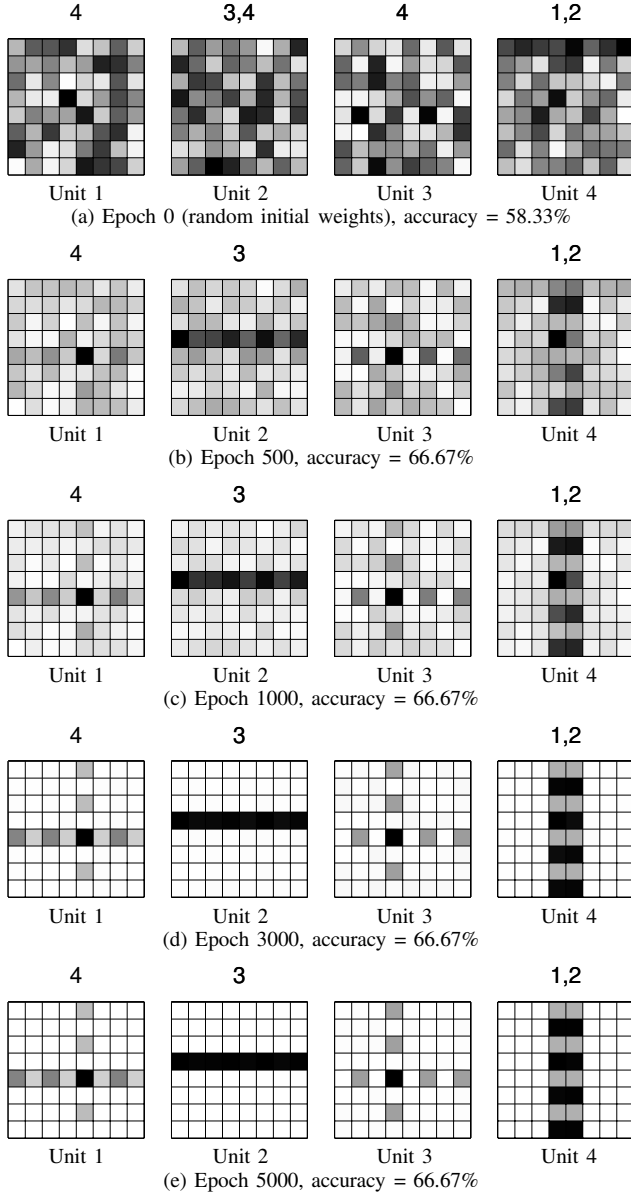 4 3,4 4 1,2
Unit 1 Unit 2 Unit 3 Unit 4
(a) Epoch 0 (random initial weights), accuracy = 58.33%
4 3 4 1,2
Unit 1 Unit 2 Unit 3 Unit 4
(b) Epoch 500, accuracy = 66.67%
4 3 4 1,2
Unit 1 Unit 2 Unit 3 Unit 4
(c) Epoch 1000, accuracy = 66.67%
4 3 4 1,2
Unit 1 Unit 2 Unit 3 Unit 4
(d) Epoch 3000, accuracy = 66.67%
4 3 4 1,2
Unit 1 Unit 2 Unit 3 Unit 4
(e) Epoch 5000, accuracy = 66.67%